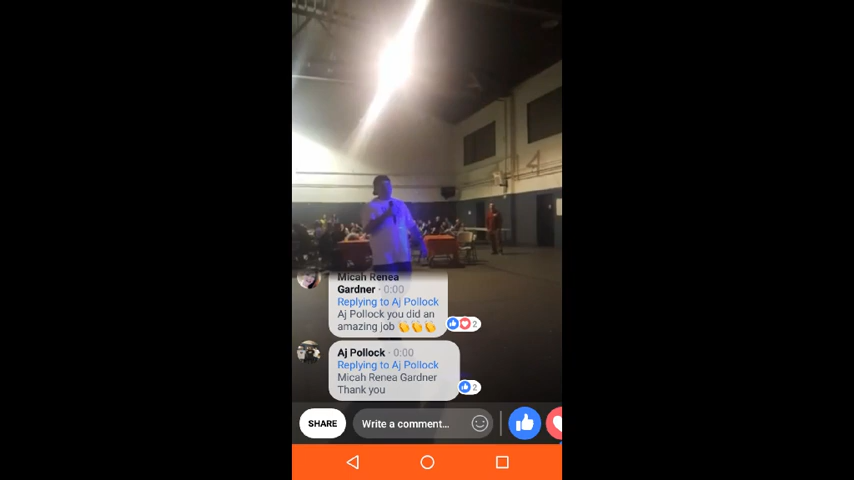 Micah Renea
Gardner · 0:00
Replying to Aj Pollock
Aj Pollock you did an
amazing job 👏👏👏
2
Aj Pollock · 0:00
Replying to Aj Pollock
Micah Renea Gardner
Thank you
2
SHARE
Write a comment...